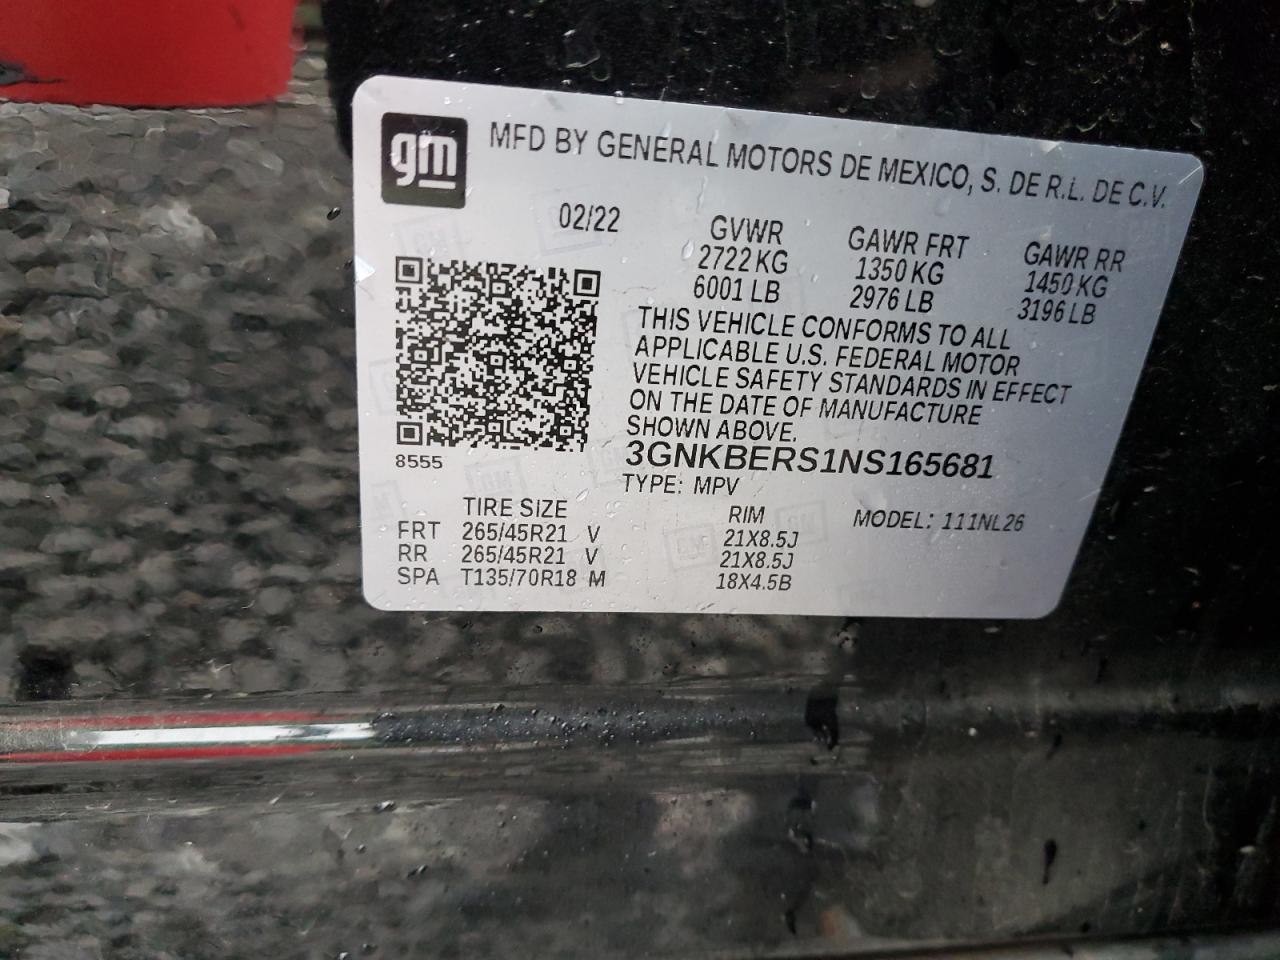 gm
MFD BY GENERAL MOTORS DE MEXICO, S. DE R.L. DE C.V.
02/22 GVWR GAWR FRT GAWR RR
2722 KG 1350 KG 1450 KG
6001 LB 2976 LB 3196 LB
THIS VEHICLE CONFORMS TO ALL
APPLICABLE U.S. FEDERAL MOTOR
VEHICLE SAFETY STANDARDS IN EFFECT
ON THE DATE OF MANUFACTURE
SHOWN ABOVE.
8555
3GNKBERS1NS165681
TYPE: MPV
TIRE SIZE RIM MODEL: 111NL26
FRT 265/45R21 V 21X8.5J
RR 265/45R21 V 21X8.5J
SPA T135/70R18 M 18X4.5B